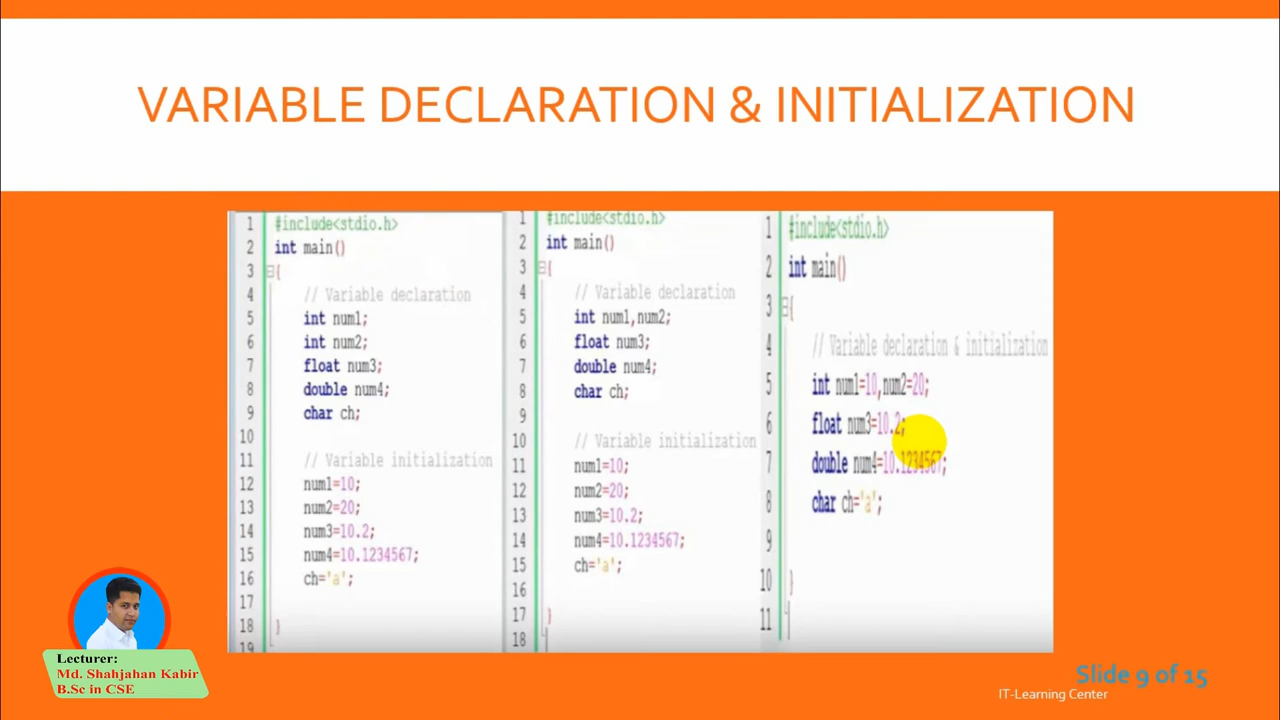 VARIABLE DECLARATION & INITIALIZATION
1 #include<stdio.h>
2 int main()
3 {
4 // Variable declaration
5 int num1;
6 int num2;
7 float num3;
8 double num4;
9 char ch;
10
11 // Variable initialization
12 num1=10;
13 num2=20;
14 num3=10.2;
15 num4=10.1234567;
16 ch='a';
17
18 }
19
1 #include<stdio.h>
2 int main()
3 {
4 // Variable declaration
5 int num1,num2;
6 float num3;
7 double num4;
8 char ch;
9
10 // Variable initialization
11 num1=10;
12 num2=20;
13 num3=10.2;
14 num4=10.1234567;
15 ch='a';
16
17 }
18
1 #include<stdio.h>
2 int main()
3 {
4 // Variable declaration & initialization
5 int num1=10,num2=20;
6 float num3=10.2;
7 double num4=10.1234567;
8 char ch='a';
9
10 }
11
Lecturer:
Md. Shahjahan Kabir
B.Sc in CSE
Slide 9 of 15
IT-Learning Center